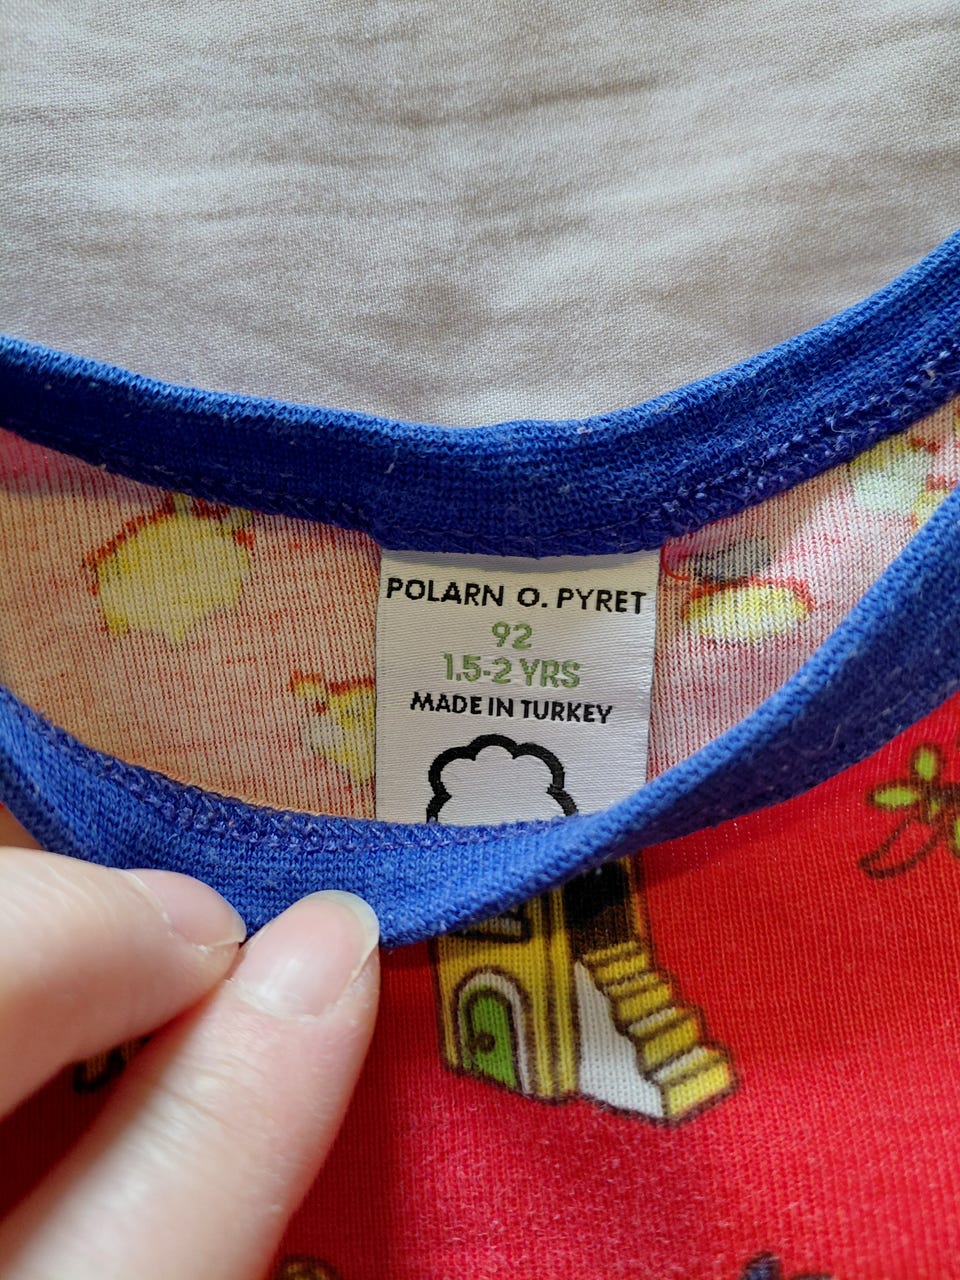 POLARN O. PYRET
92
1.5-2 YRS
MADE IN TURKEY